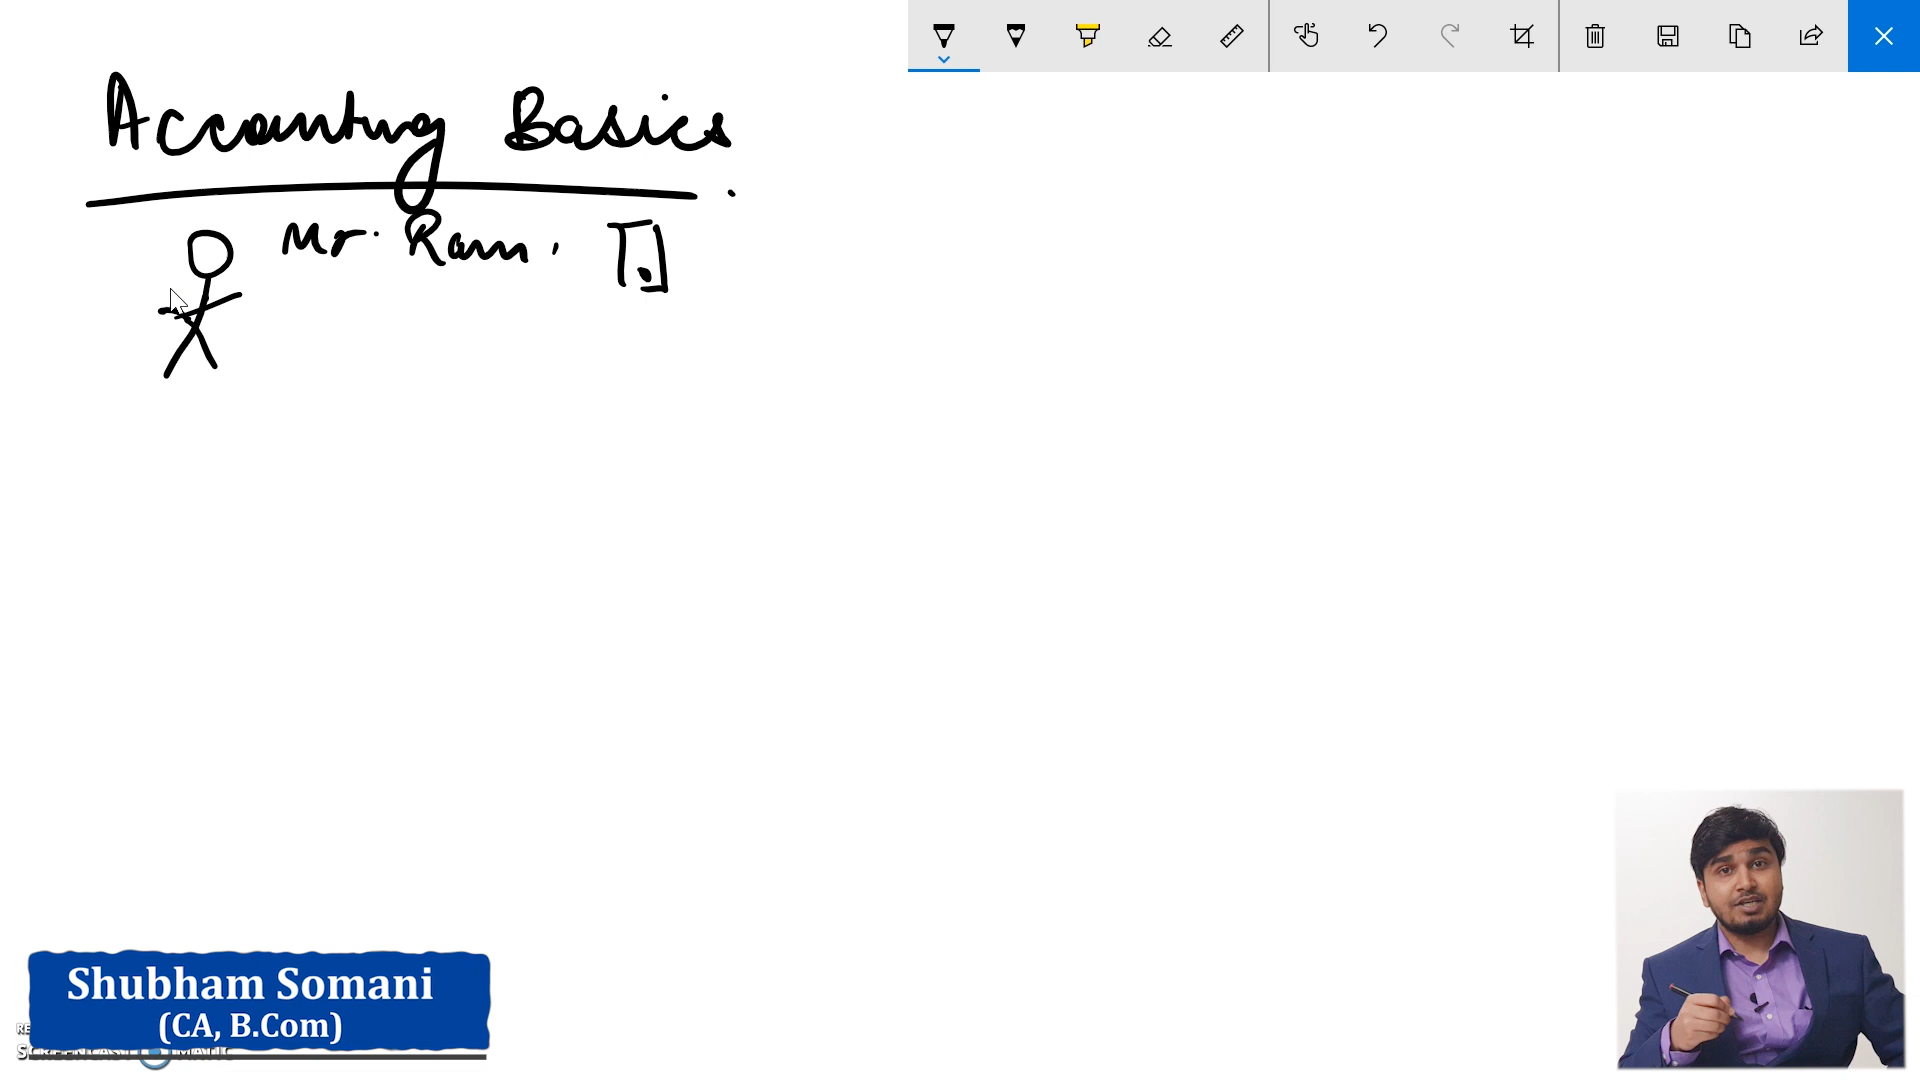 Accounting Basics
Mr. Ram.
Shubham Somani
(CA, B.Com)